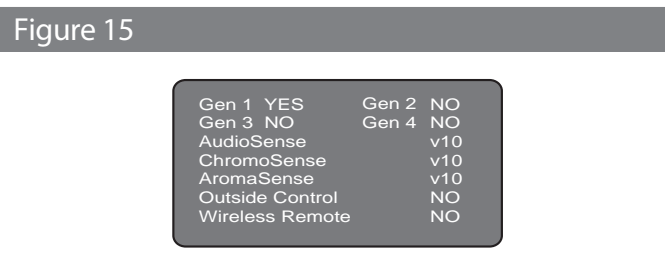 Figure 15
Gen 1 YES Gen 2 NO
Gen 3 NO Gen 4 NO
AudioSense v10
ChromoSense v10
AromaSense v10
Outside Control NO
Wireless Remote NO